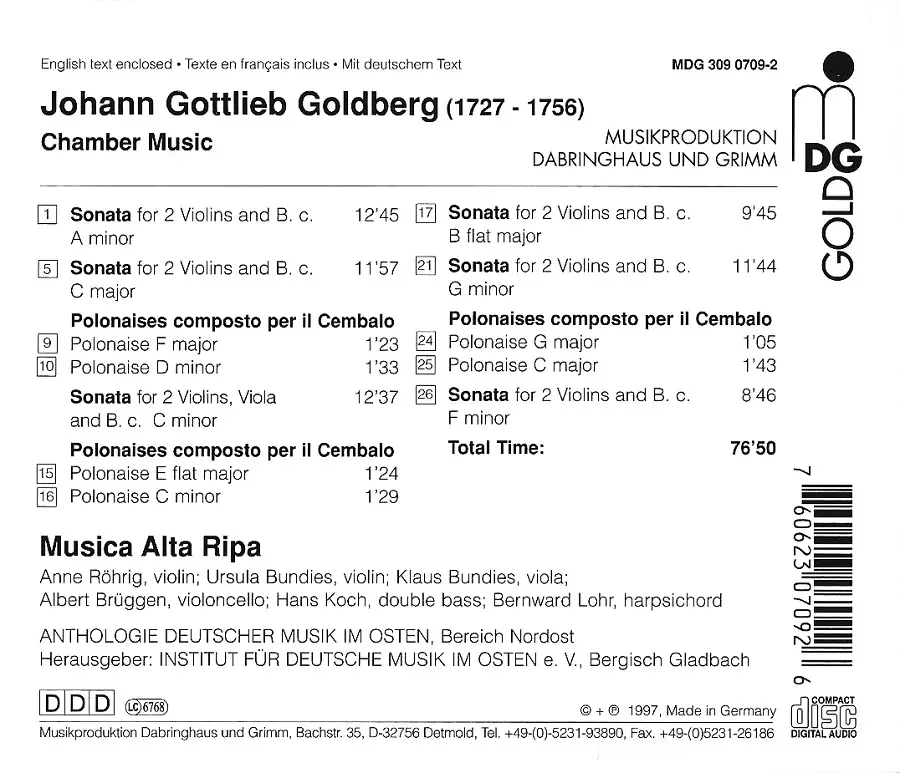 English text enclosed • Texte en français inclus • Mit deutschem Text
MDG 309 0709-2
Johann Gottlieb Goldberg (1727 - 1756)
Chamber Music
MUSIKPRODUKTION
DABRINGHAUS UND GRIMM
mDG
GOLD
1 Sonata for 2 Violins and B. c. 12'45
A minor
5 Sonata for 2 Violins and B. c. 11'57
C major
Polonaises composto per il Cembalo
9 Polonaise F major 1'23
10 Polonaise D minor 1'33
Sonata for 2 Violins, Viola 12'37
and B. c. C minor
Polonaises composto per il Cembalo
15 Polonaise E flat major 1'24
16 Polonaise C minor 1'29
17 Sonata for 2 Violins and B. c. 9'45
B flat major
21 Sonata for 2 Violins and B. c. 11'44
G minor
Polonaises composto per il Cembalo
24 Polonaise G major 1'05
25 Polonaise C major 1'43
26 Sonata for 2 Violins and B. c. 8'46
F minor
Total Time: 76'50
Musica Alta Ripa
Anne Röhrig, violin; Ursula Bundies, violin; Klaus Bundies, viola;
Albert Brüggen, violoncello; Hans Koch, double bass; Bernward Lohr, harpsichord
ANTHOLOGIE DEUTSCHER MUSIK IM OSTEN, Bereich Nordost
Herausgeber: INSTITUT FÜR DEUTSCHE MUSIK IM OSTEN e. V., Bergisch Gladbach
7 60623 07092 6
DDD
LC 6768
© + ℗ 1997, Made in Germany
COMPACT
disc
DIGITAL AUDIO
Musikproduktion Dabringhaus und Grimm, Bachstr. 35, D-32756 Detmold, Tel. +49-(0)-5231-93890, Fax. +49-(0)5231-26186